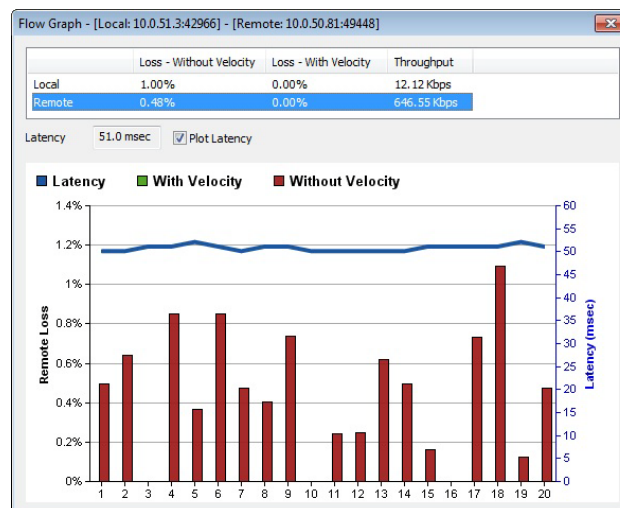 Flow Graph - [Local: 10.0.51.3:42966] - [Remote: 10.0.50.81:49448]
Loss - Without Velocity Loss - With Velocity Throughput
Local 1.00% 0.00% 12.12 Kbps
Remote 0.48% 0.00% 646.55 Kbps
Latency 51.0 msec Plot Latency
Latency With Velocity Without Velocity
1.4% 60
55
1.2% 50
45
1% 40
0.8% 35
30
0.6% 25
0.4% 20
15
0.2% 10
5
0% 0
Remote Loss
Latency (msec)
1 2 3 4 5 6 7 8 9 10 11 12 13 14 15 16 17 18 19 20